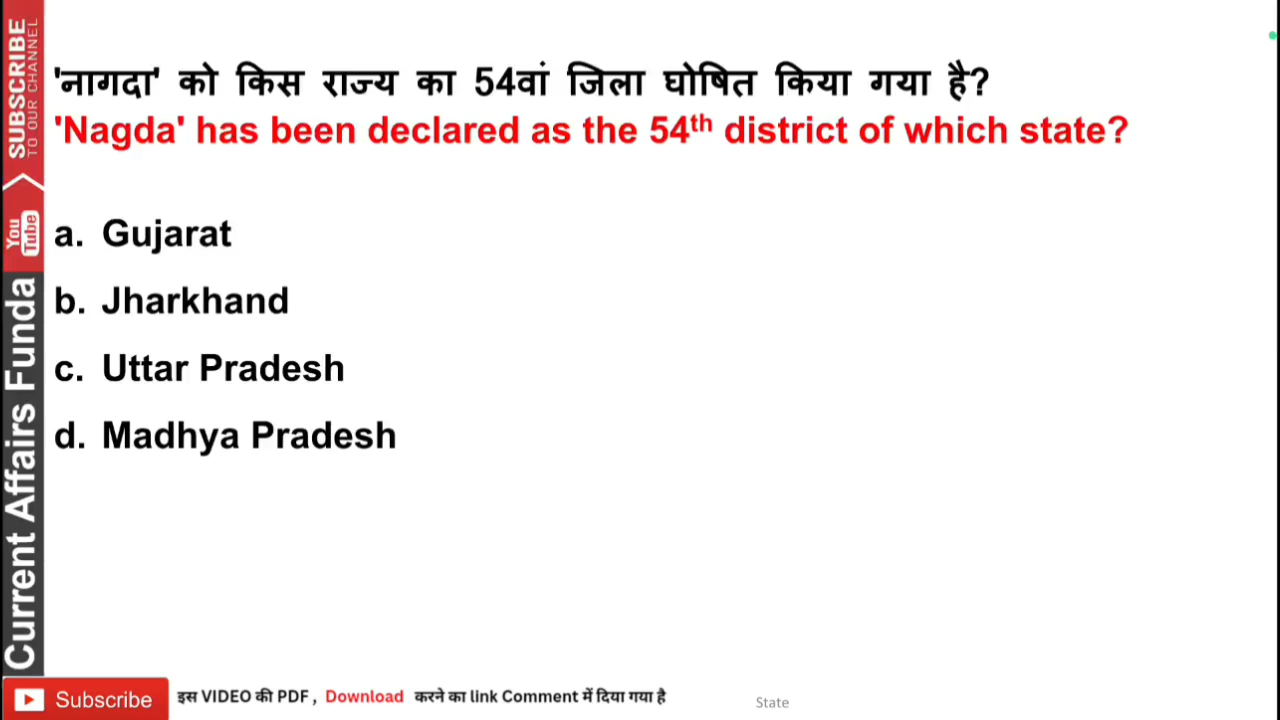 'नागदा' को किस राज्य का 54वां जिला घोषित किया गया है?
'Nagda' has been declared as the 54th district of which state?
a. Gujarat
b. Jharkhand
c. Uttar Pradesh
d. Madhya Pradesh
SUBSCRIBE
TO OUR CHANNEL
You
Tube
Current Affairs Funda
Subscribe
इस VIDEO की PDF , Download करने का link Comment में दिया गया है
State